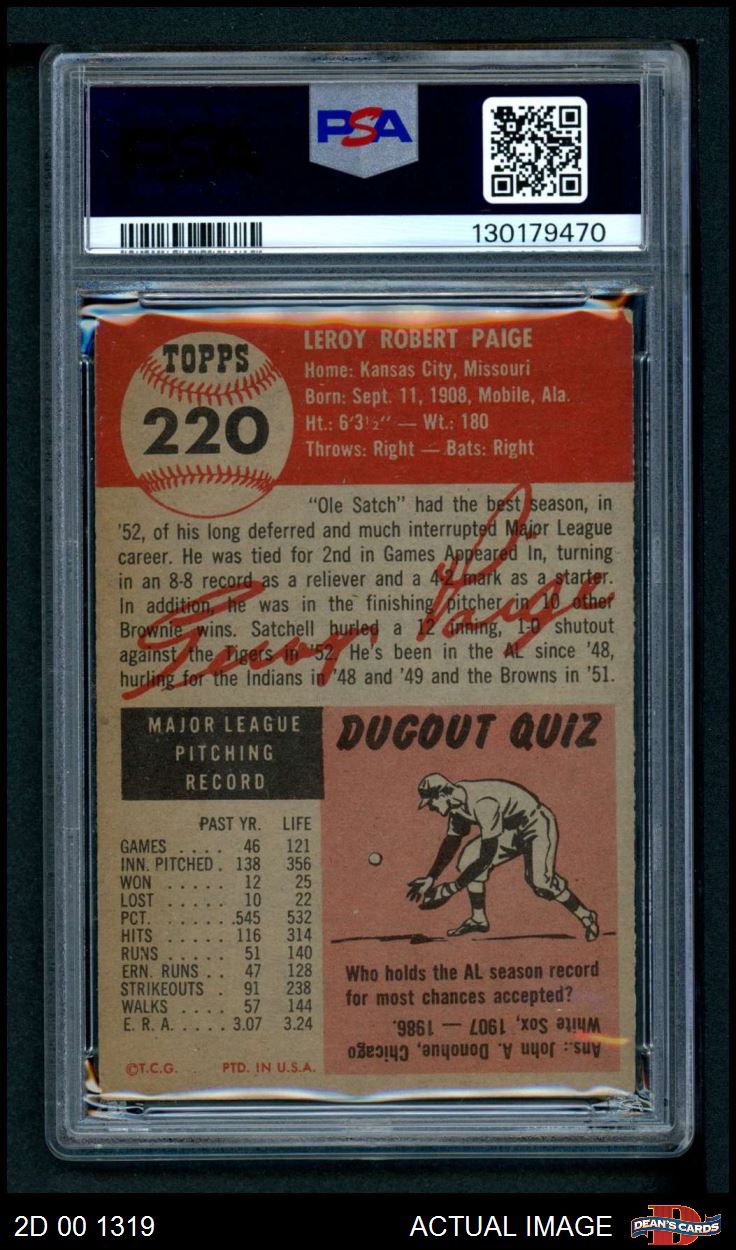 PSA
130179470
TOPPS
220
LEROY ROBERT PAIGE
Home: Kansas City, Missouri
Born: Sept. 11, 1908, Mobile, Ala.
Ht.: 6'3½" — Wt.: 180
Throws: Right — Bats: Right
"Ole Satch" had the best season, in
'52, of his long deferred and much interrupted Major League
career. He was tied for 2nd in Games Appeared In, turning
in an 8-8 record as a reliever and a 4-2 mark as a starter.
In addition, he was in the finishing pitcher in 10 other
Brownie wins. Satchell hurled a 12 inning, 1-0 shutout
against the Tigers in '52. He's been in the AL since '48,
hurling for the Indians in '48 and '49 and the Browns in '51.
Paige
MAJOR LEAGUE
PITCHING
RECORD
PAST YR. LIFE
GAMES . . . . 46 121
INN. PITCHED . 138 356
WON . . . . . 12 25
LOST . . . . . 10 22
PCT. . . . . . .545 532
HITS . . . . . 116 314
RUNS . . . . . 51 140
ERN. RUNS . . 47 128
STRIKEOUTS . 91 238
WALKS . . . . 57 144
E. R. A. . . . . 3.07 3.24
©T.C.G. PTD. IN U.S.A.
DUGOUT QUIZ
Who holds the AL season record
for most chances accepted?
Ans.: John A. Donohue, Chicago
White Sox, 1907 — 1986.
2D 00 1319
ACTUAL IMAGE
DEAN'S CARDS